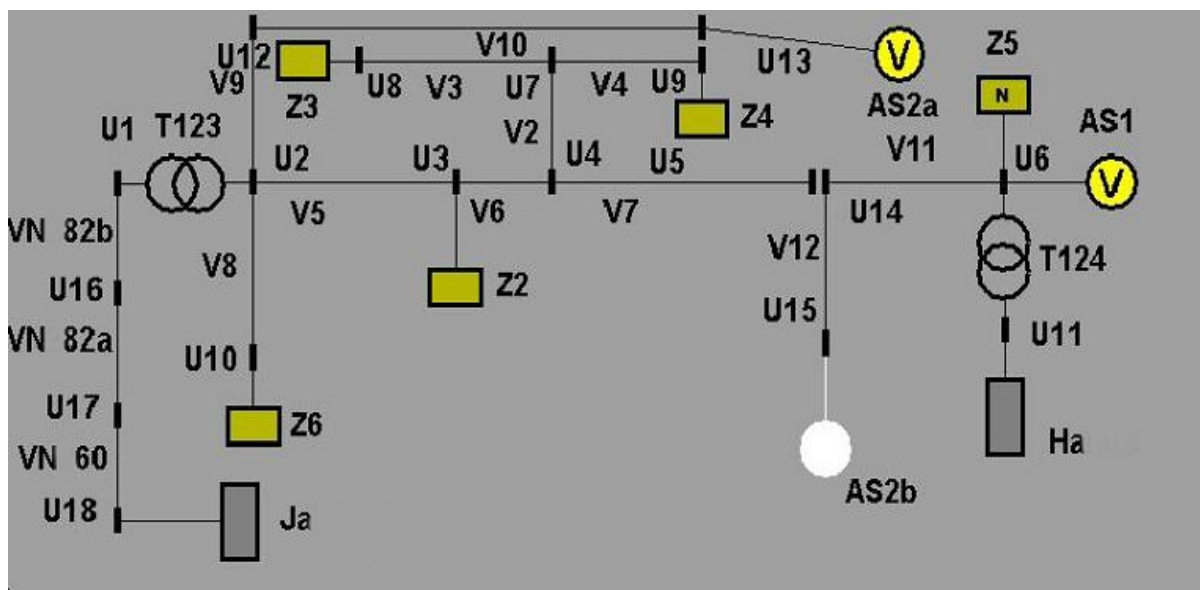 U12
V10
U13
V
Z5
V9
Z3
U8
V3
U7
V4
U9
Z4
AS2a
N
AS1
U1
T123
V2
V11
U2
U3
U4
U5
U6
V
VN 82b
V5
V6
V7
U14
V8
V12
T124
U16
Z2
VN 82a
U15
U10
U11
U17
Z6
VN 60
Ha
U18
Ja
AS2b